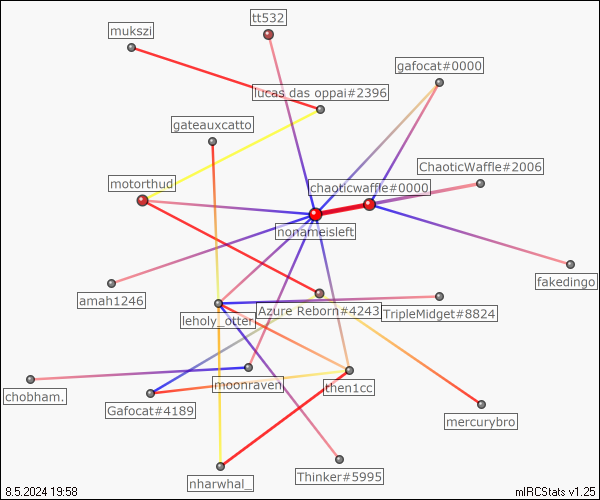 tt532
mukszi
gafocat#0000
lucas das oppai#2396
gateauxcatto
ChaoticWaffle#2006
motorthud
chaoticwaffle#0000
nonameisleft
fakedingo
amah1246
leholy_otter
Azure Reborn#4243
TripleMidget#8824
moonraven
then1cc
chobham.
Gafocat#4189
mercurybro
Thinker#5995
nharwhal_
8.5.2024 19:58
mIRCStats v1.25